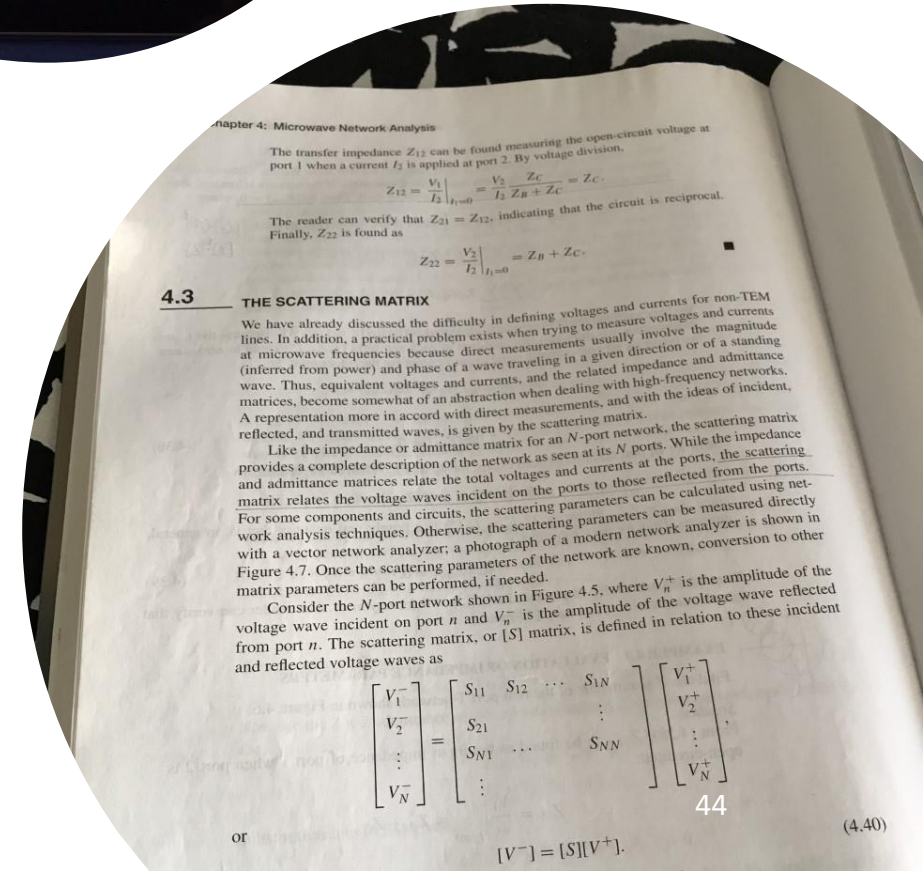 hapter 4: Microwave Network Analysis
The transfer impedance Z₁₂ can be found measuring the open-circuit voltage at
port 1 when a current I₂ is applied at port 2. By voltage division,
Z₁₂ = V₁/I₂ |I₁=0 = V₂/I₂ Z_C/(Z_B + Z_C) = Z_C.
The reader can verify that Z₂₁ = Z₁₂, indicating that the circuit is reciprocal.
Finally, Z₂₂ is found as
Z₂₂ = V₂/I₂ |I₁=0 = Z_B + Z_C.
4.3 THE SCATTERING MATRIX
We have already discussed the difficulty in defining voltages and currents for non-TEM
lines. In addition, a practical problem exists when trying to measure voltages and currents
at microwave frequencies because direct measurements usually involve the magnitude
(inferred from power) and phase of a wave traveling in a given direction or of a standing
wave. Thus, equivalent voltages and currents, and the related impedance and admittance
matrices, become somewhat of an abstraction when dealing with high-frequency networks.
A representation more in accord with direct measurements, and with the ideas of incident,
reflected, and transmitted waves, is given by the scattering matrix.
Like the impedance or admittance matrix for an N-port network, the scattering matrix
provides a complete description of the network as seen at its N ports. While the impedance
and admittance matrices relate the total voltages and currents at the ports, the scattering
matrix relates the voltage waves incident on the ports to those reflected from the ports.
For some components and circuits, the scattering parameters can be calculated using net-
work analysis techniques. Otherwise, the scattering parameters can be measured directly
with a vector network analyzer; a photograph of a modern network analyzer is shown in
Figure 4.7. Once the scattering parameters of the network are known, conversion to other
matrix parameters can be performed, if needed.
Consider the N-port network shown in Figure 4.5, where Vₙ⁺ is the amplitude of the
voltage wave incident on port n and Vₙ⁻ is the amplitude of the voltage wave reflected
from port n. The scattering matrix, or [S] matrix, is defined in relation to these incident
and reflected voltage waves as
V₁⁻ S₁₁ S₁₂ ⋯ S₁N V₁⁺
V₂⁻ S₂₁ ⋮ V₂⁺
⋮ = SN₁ ⋯ SNN ⋮ ,
VN⁻ ⋮ VN⁺
44
or (4.40)
[V⁻] = [S][V⁺].